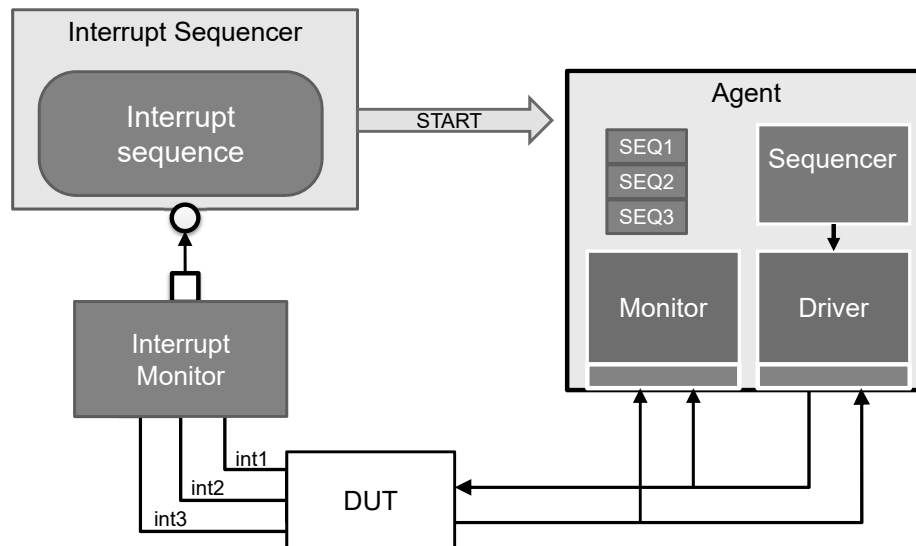 Interrupt Sequencer
Interrupt
sequence
START
Agent
SEQ1
SEQ2
SEQ3
Sequencer
Monitor
Driver
Interrupt
Monitor
int1
int2
int3
DUT